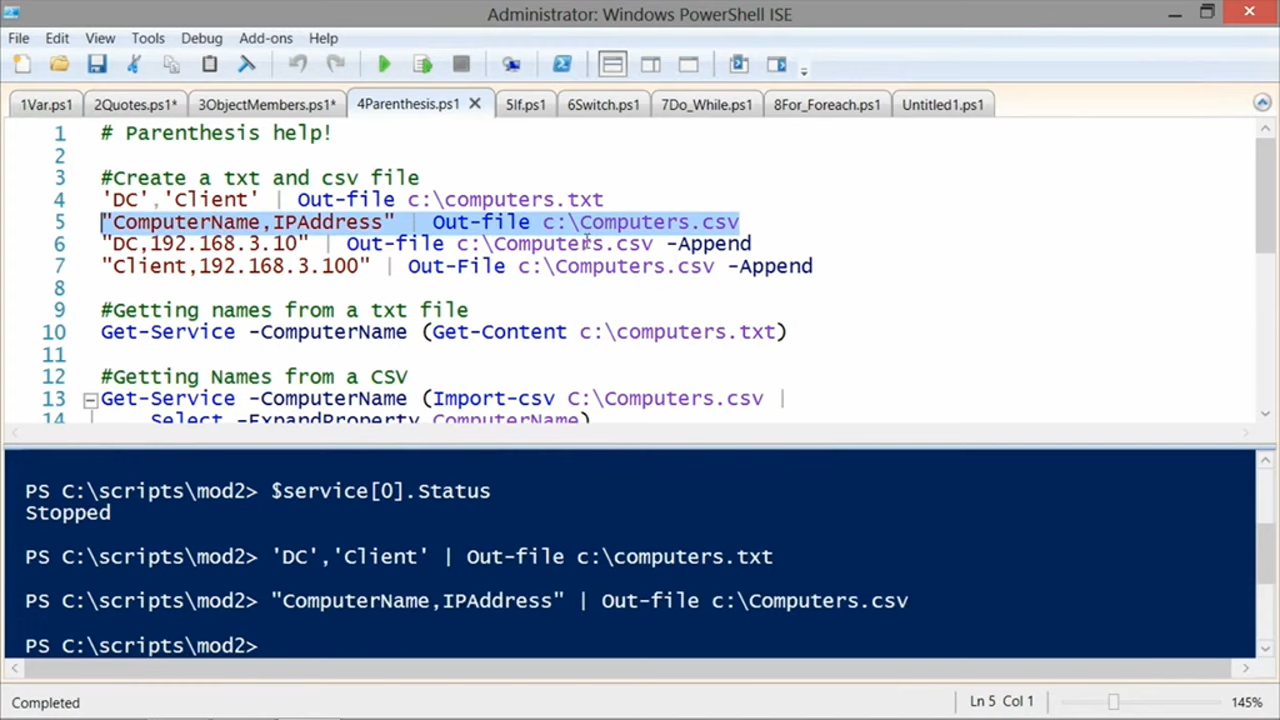 Administrator: Windows PowerShell ISE
File Edit View Tools Debug Add-ons Help
1Var.ps1 2Quotes.ps1* 3ObjectMembers.ps1* 4Parenthesis.ps1 5If.ps1 6Switch.ps1 7Do_While.ps1 8For_Foreach.ps1 Untitled1.ps1
1 # Parenthesis help!
2
3 #Create a txt and csv file
4 'DC','Client' | Out-file c:\computers.txt
5 "ComputerName,IPAddress" | Out-file c:\Computers.csv
6 "DC,192.168.3.10" | Out-file c:\Computers.csv -Append
7 "Client,192.168.3.100" | Out-File c:\Computers.csv -Append
8
9 #Getting names from a txt file
10 Get-Service -ComputerName (Get-Content c:\computers.txt)
11
12 #Getting Names from a CSV
13 Get-Service -ComputerName (Import-csv C:\Computers.csv |
14 Select -ExpandProperty ComputerName)
PS C:\scripts\mod2> $service[0].Status
Stopped
PS C:\scripts\mod2> 'DC','Client' | Out-file c:\computers.txt
PS C:\scripts\mod2> "ComputerName,IPAddress" | Out-file c:\Computers.csv
PS C:\scripts\mod2>
Completed Ln 5 Col 1 145%